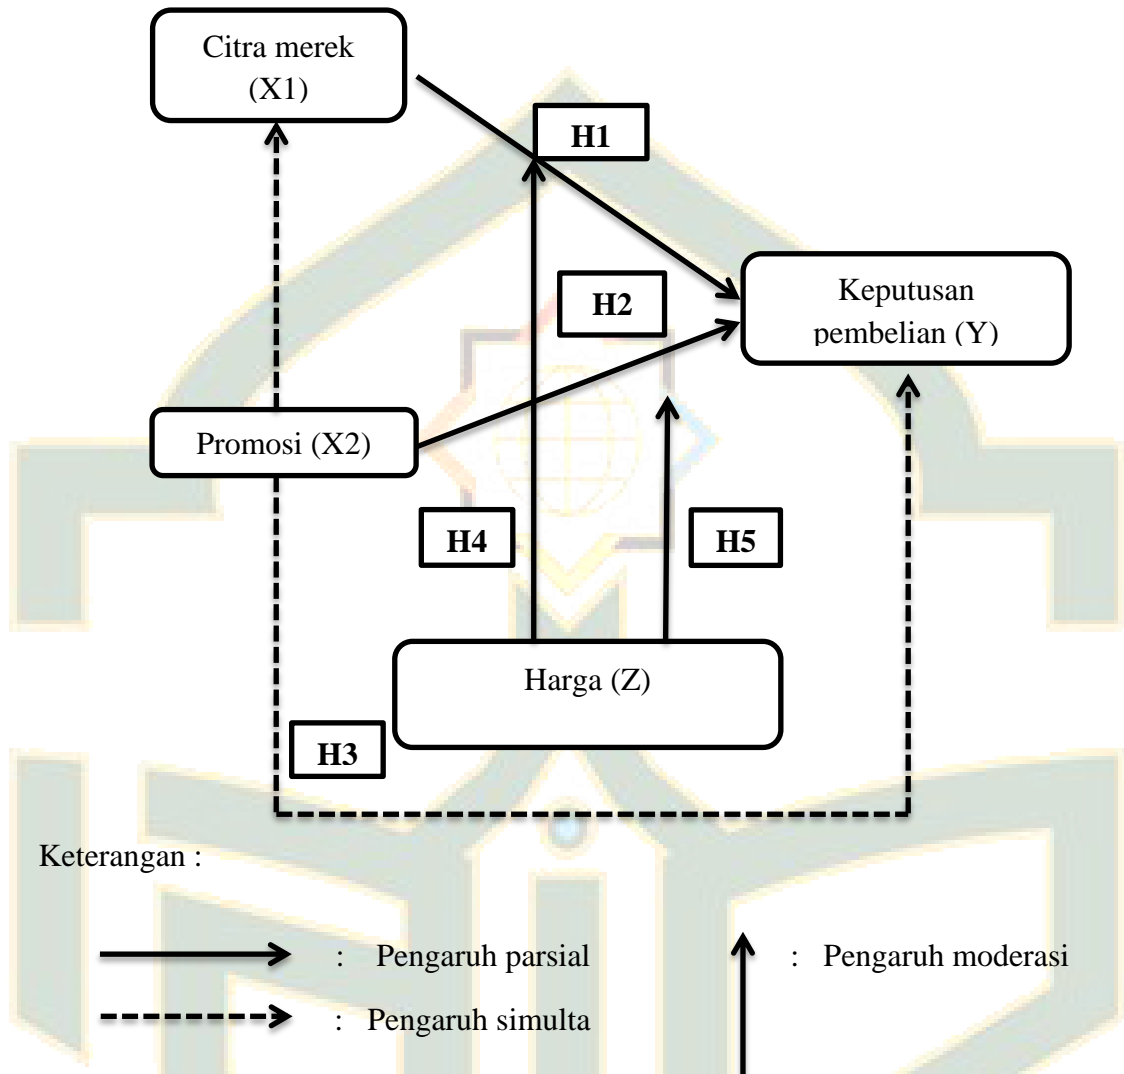 Citra merek
(X1)
H1
H2
Keputusan
pembelian (Y)
Promosi (X2)
H4
H5
Harga (Z)
H3
Keterangan :
: Pengaruh parsial
: Pengaruh moderasi
: Pengaruh simulta